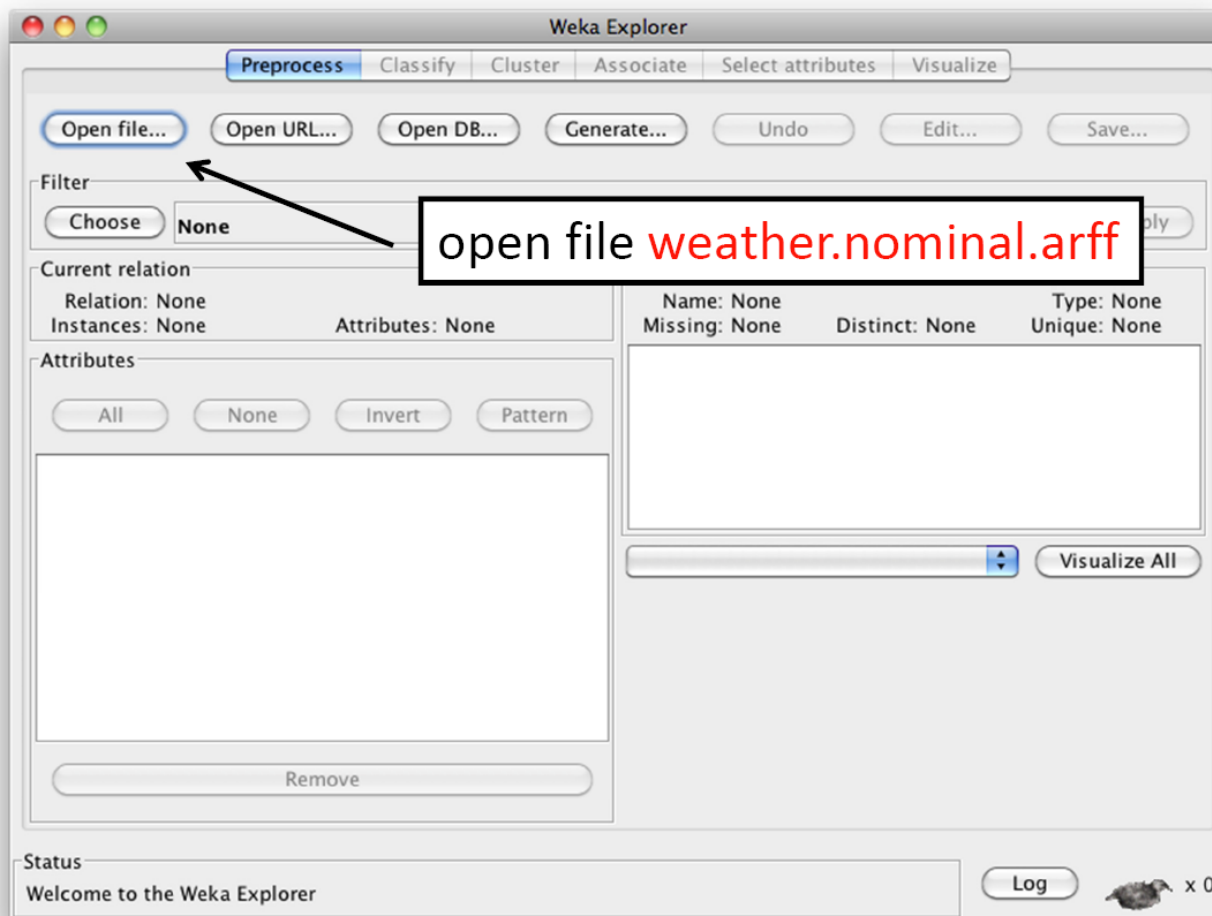 Weka Explorer
Preprocess Classify Cluster Associate Select attributes Visualize
Open file... Open URL... Open DB... Generate... Undo Edit... Save...
Filter
Choose None
open file weather.nominal.arff
Current relation
Relation: None
Instances: None Attributes: None
Name: None Type: None
Missing: None Distinct: None Unique: None
Attributes
All None Invert Pattern
Visualize All
Remove
Status
Welcome to the Weka Explorer
Log x 0